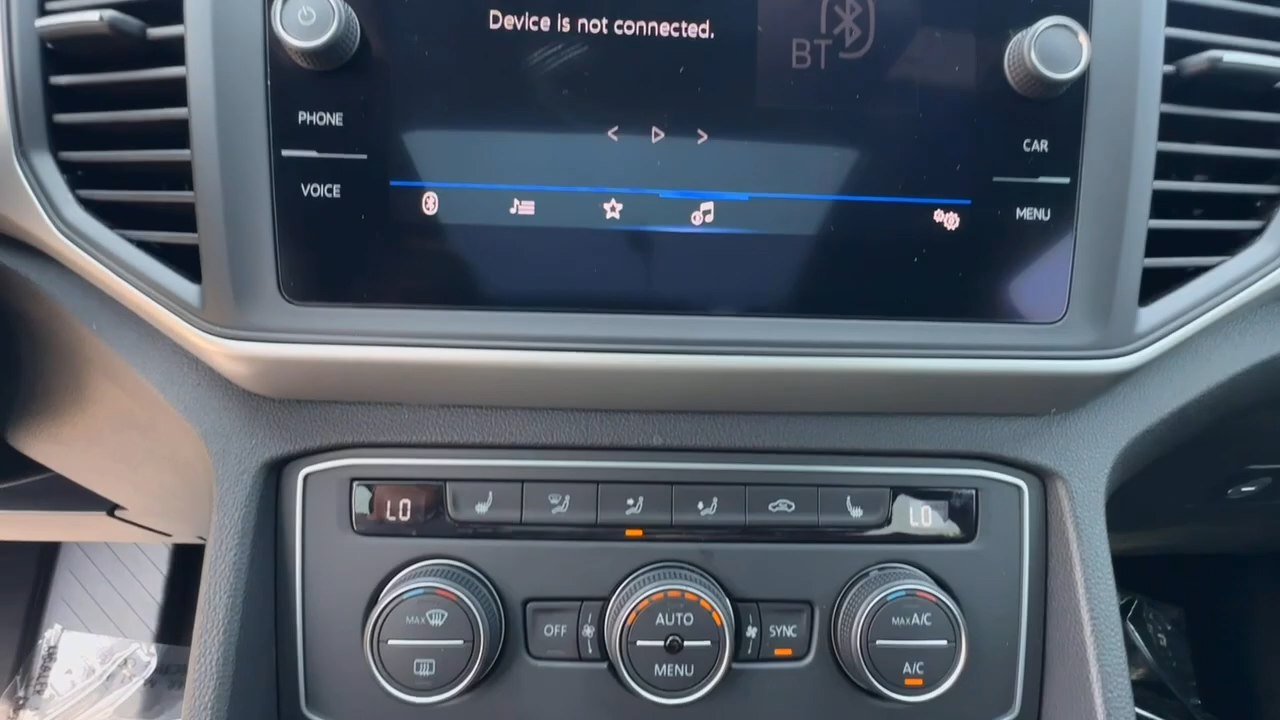 Device is not connected.
BT
PHONE
VOICE
CAR
MENU
LO
LO
MAX
OFF
AUTO
MENU
SYNC
MAX A/C
A/C